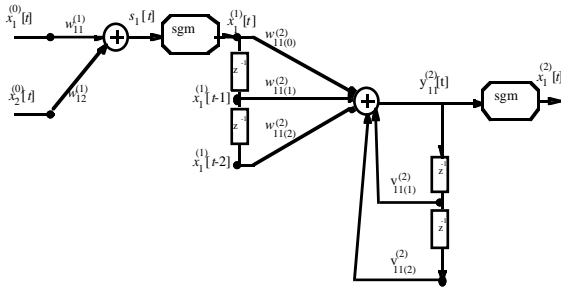 x₁⁽⁰⁾[t]
w₁₁⁽¹⁾
s₁[t]
sgm
x₁⁽¹⁾[t]
w₁₁₍₀₎⁽²⁾
x₂⁽⁰⁾[t]
w₁₂⁽¹⁾
z⁻¹
x₁⁽¹⁾[t-1]
w₁₁₍₁₎⁽²⁾
z⁻¹
w₁₁₍₂₎⁽²⁾
x₁⁽¹⁾[t-2]
y₁₁⁽²⁾[t]
sgm
x₁⁽²⁾[t]
z⁻¹
v₁₁₍₁₎⁽²⁾
z⁻¹
v₁₁₍₂₎⁽²⁾